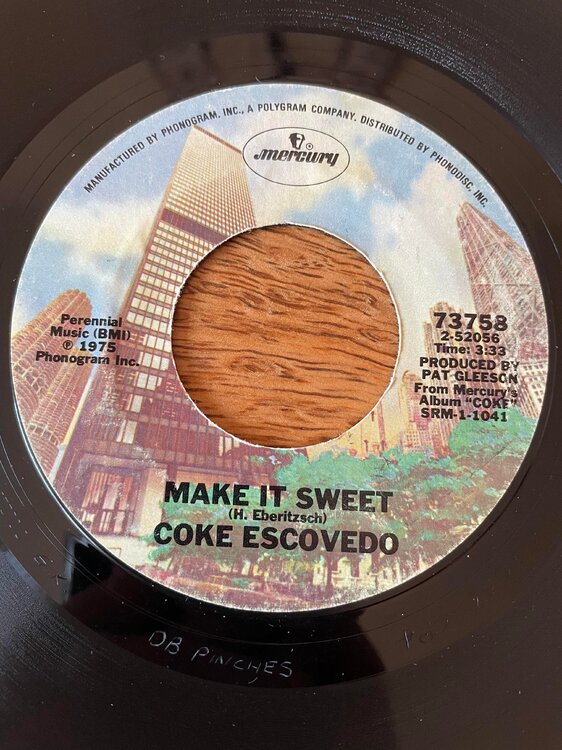 MANUFACTURED BY PHONOGRAM, INC., A POLYGRAM COMPANY. DISTRIBUTED BY PHONODISC, INC.
mercury
Perennial
Music (BMI)
℗ 1975
Phonogram Inc.
73758
2-52056
Time: 3:33
PRODUCED BY
PAT GLEESON
From Mercury's
Album "COKE"
SRM-1-1041
MAKE IT SWEET
(H. Eberitzsch)
COKE ESCOVEDO
DB PINCHES